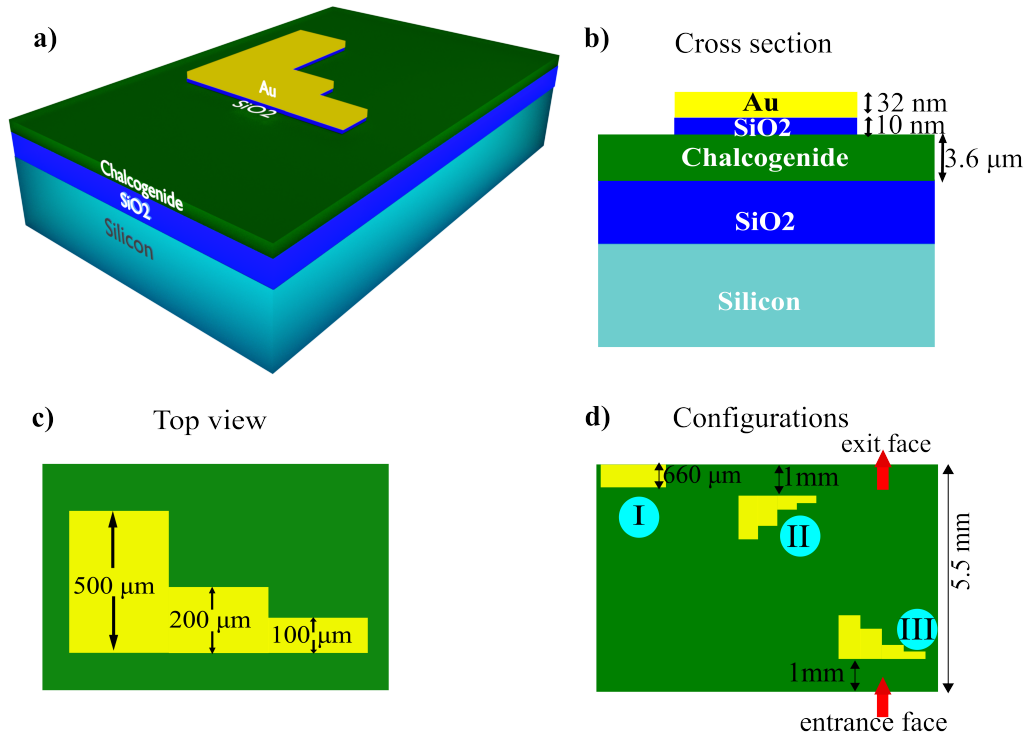 a)
Au
SiO2
Chalcogenide
SiO2
Silicon
b)
Cross section
Au
32 nm
SiO2
10 nm
Chalcogenide
3.6 μm
SiO2
Silicon
c)
Top view
500 μm
200 μm
100 μm
d)
Configurations
exit face
660 μm
1mm
I
II
5.5 mm
III
1mm
entrance face